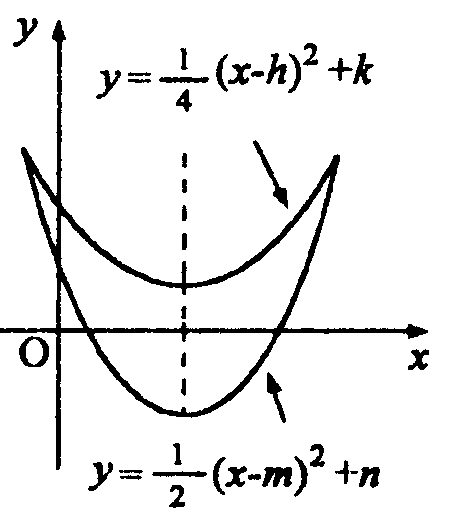 y
y = 1/4 (x-h)² + k
O
x
y = 1/2 (x-m)² + n